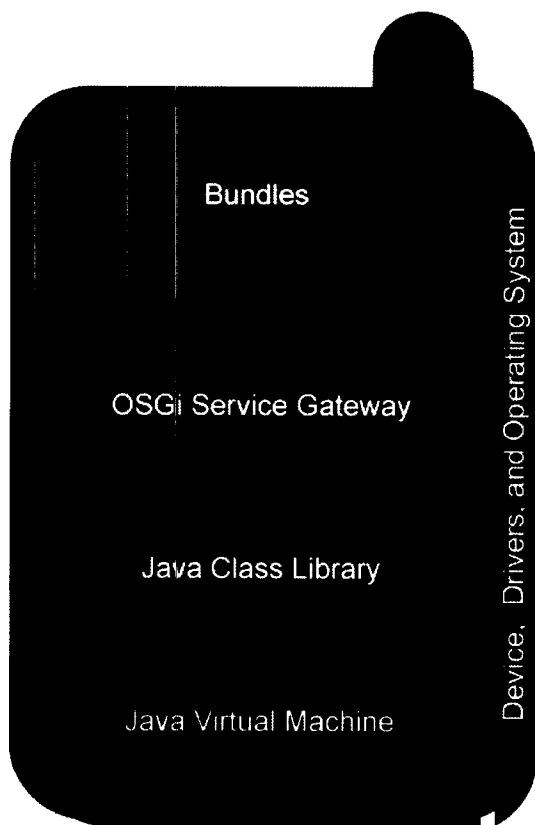 Bundles
OSGi Service Gateway
Java Class Library
Java Virtual Machine
Device, Drivers, and Operating System